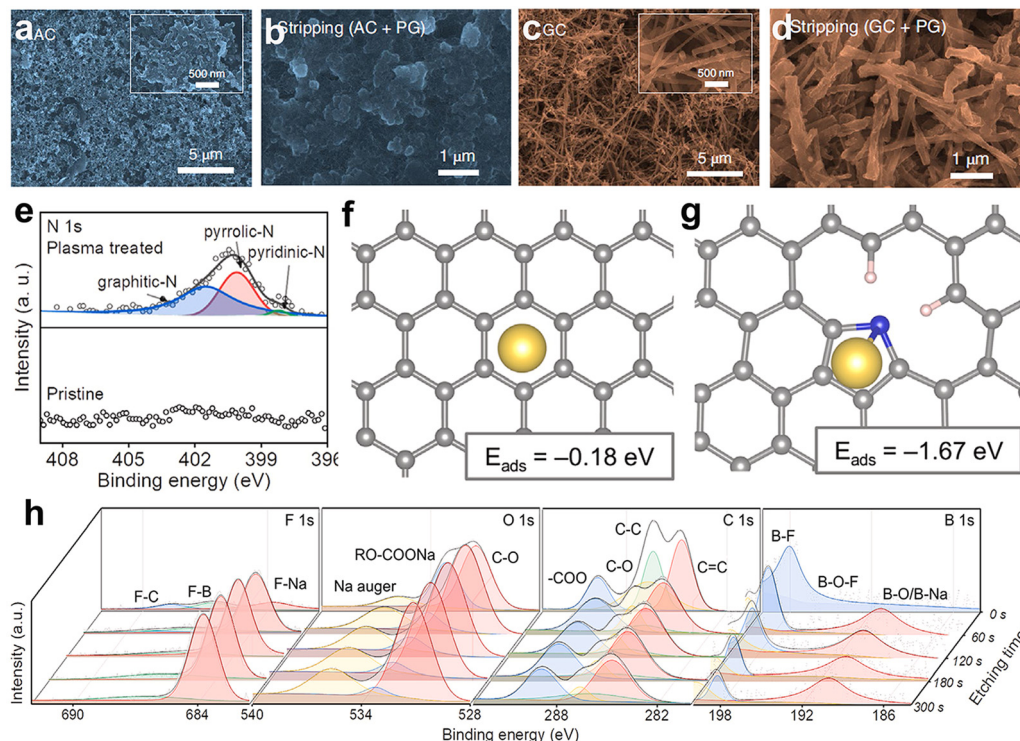 a AC
500 nm
5 μm
b Stripping (AC + PG)
1 μm
c GC
500 nm
5 μm
d Stripping (GC + PG)
1 μm
e
N 1s
Plasma treated
pyrrolic-N
pyridinic-N
graphitic-N
Pristine
Intensity (a. u.)
408 405 402 399 396
Binding energy (eV)
f
E_ads = –0.18 eV
g
E_ads = –1.67 eV
h
F 1s
F-C
F-B
F-Na
O 1s
RO-COONa
Na auger
C-O
C 1s
-COO
C-O
C-C
C=C
B 1s
B-F
B-O-F
B-O/B-Na
0 s
60 s
120 s
180 s
300 s
Etching time
Intensity (a.u.)
690 684 540 534 528 288 282 198 192 186
Binding energy (eV)